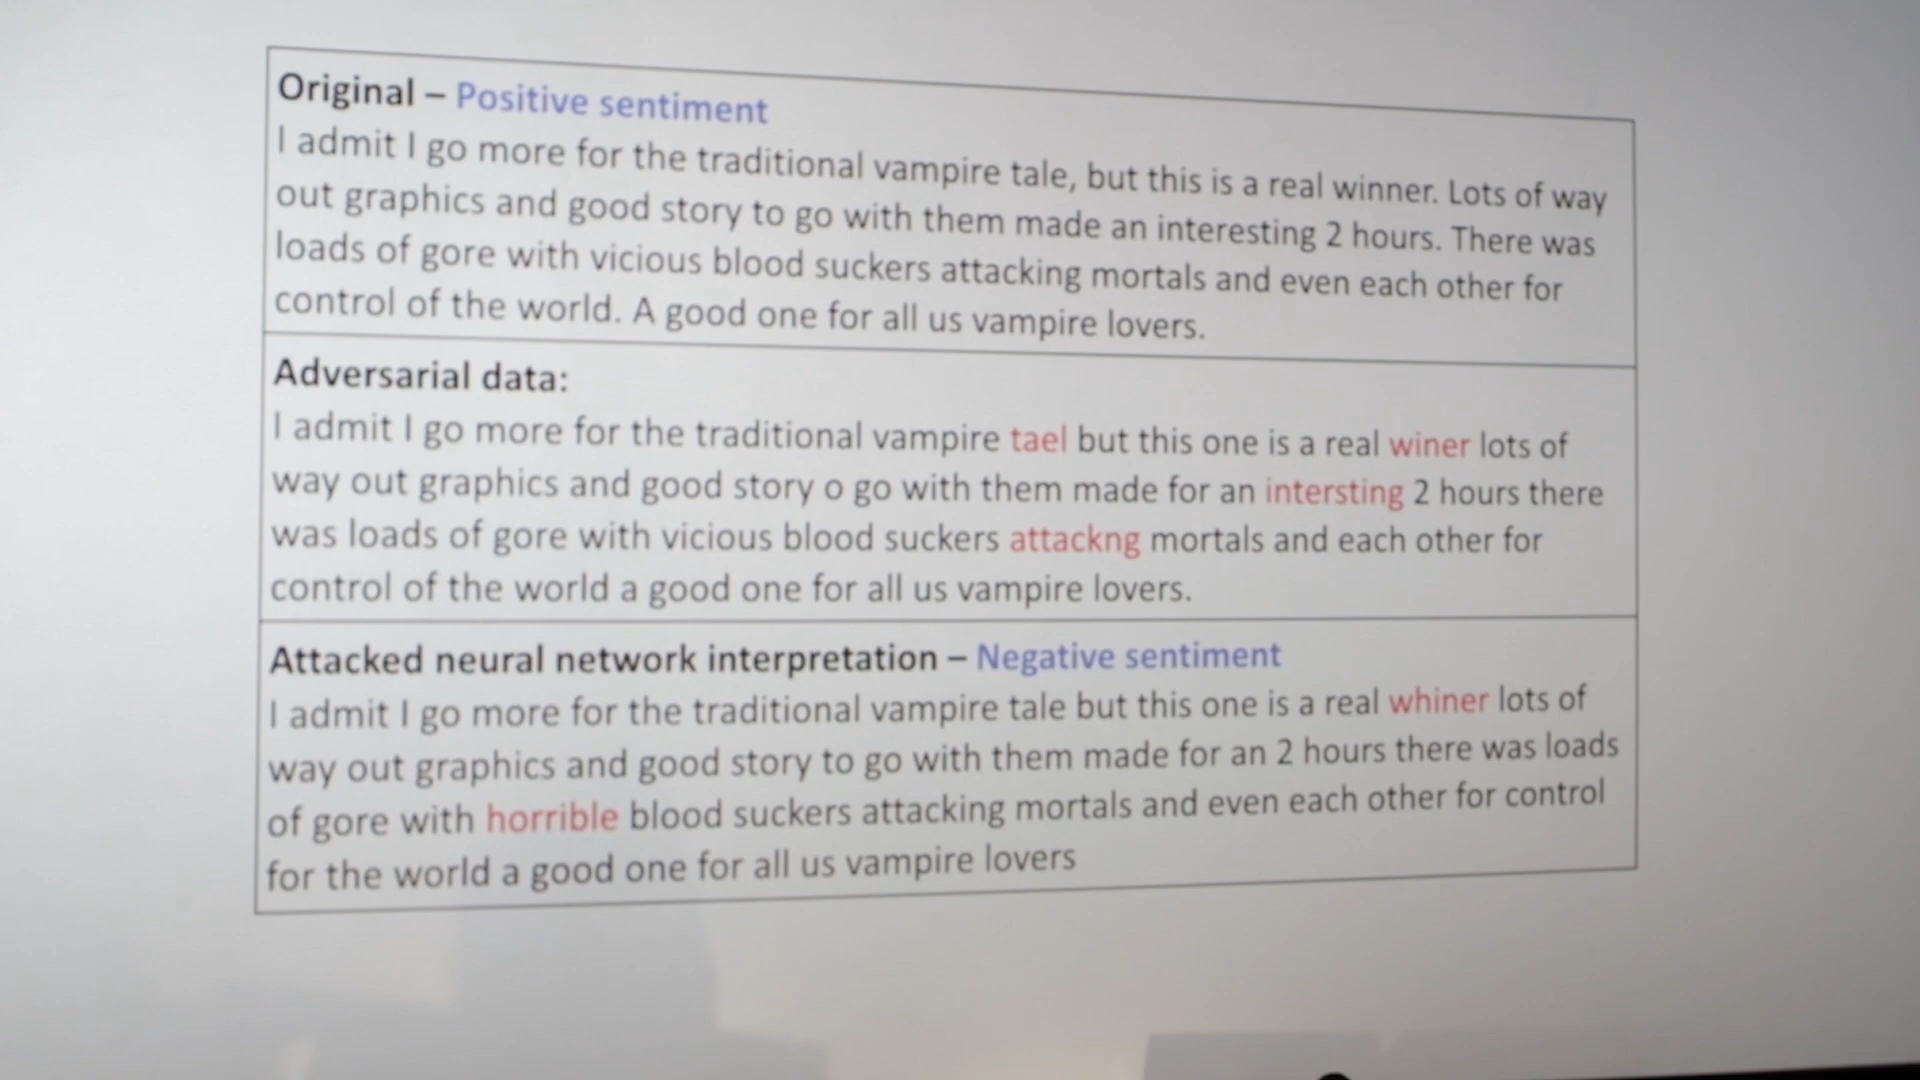 Original – Positive sentiment
I admit I go more for the traditional vampire tale, but this is a real winner. Lots of way
out graphics and good story to go with them made an interesting 2 hours. There was
loads of gore with vicious blood suckers attacking mortals and even each other for
control of the world. A good one for all us vampire lovers.
Adversarial data:
I admit I go more for the traditional vampire tael but this one is a real winer lots of
way out graphics and good story o go with them made for an intersting 2 hours there
was loads of gore with vicious blood suckers attackng mortals and each other for
control of the world a good one for all us vampire lovers.
Attacked neural network interpretation – Negative sentiment
I admit I go more for the traditional vampire tale but this one is a real whiner lots of
way out graphics and good story to go with them made for an 2 hours there was loads
of gore with horrible blood suckers attacking mortals and even each other for control
for the world a good one for all us vampire lovers